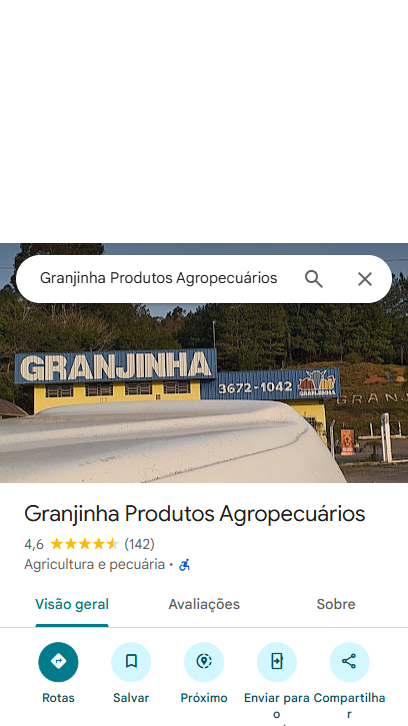 Granjinha Produtos Agropecuários
GRANJINHA
3672-1042
GRANJINHA
GRANJ
Granjinha Produtos Agropecuários
4,6 (142)
Agricultura e pecuária ·
Visão geral
Avaliações
Sobre
Rotas
Salvar
Próximo
Enviar para o
Compartilhar